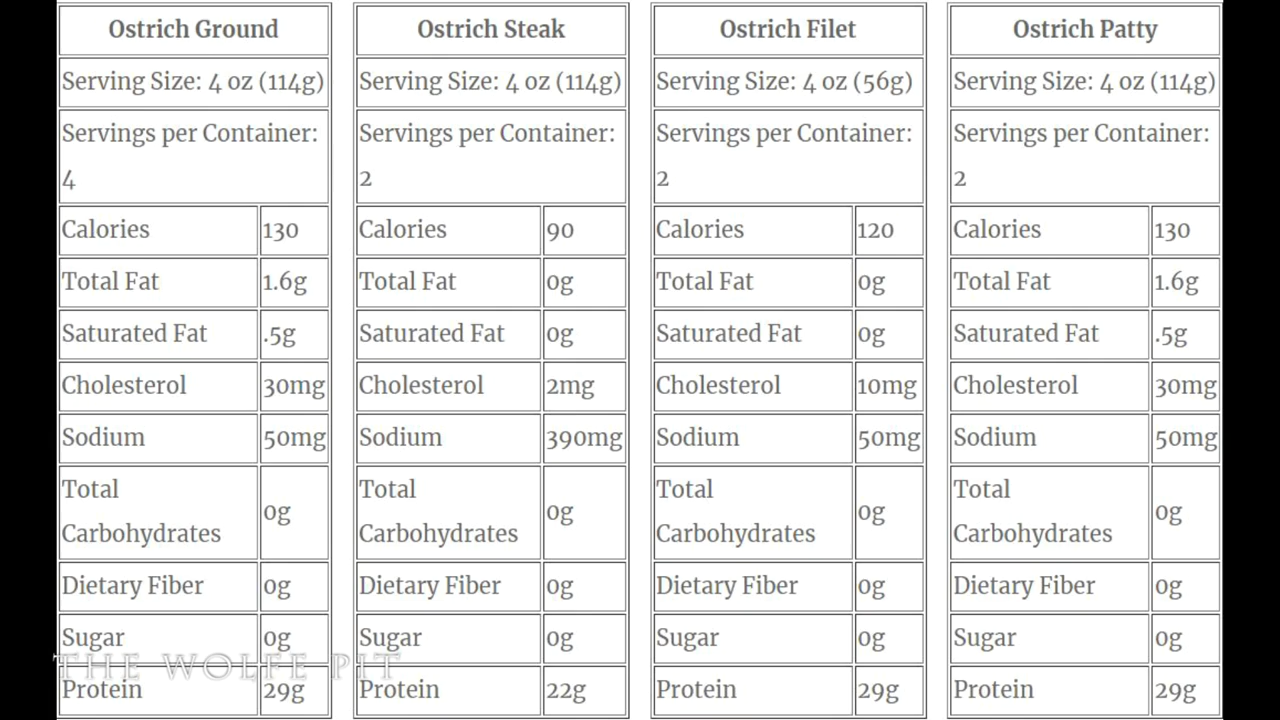 Ostrich Ground
Serving Size: 4 oz (114g)
Servings per Container:
4
Calories 130
Total Fat 1.6g
Saturated Fat .5g
Cholesterol 30mg
Sodium 50mg
Total
Carbohydrates 0g
Dietary Fiber 0g
Sugar 0g
Protein 29g
Ostrich Steak
Serving Size: 4 oz (114g)
Servings per Container:
2
Calories 90
Total Fat 0g
Saturated Fat 0g
Cholesterol 2mg
Sodium 390mg
Total
Carbohydrates 0g
Dietary Fiber 0g
Sugar 0g
Protein 22g
Ostrich Filet
Serving Size: 4 oz (56g)
Servings per Container:
2
Calories 120
Total Fat 0g
Saturated Fat 0g
Cholesterol 10mg
Sodium 50mg
Total
Carbohydrates 0g
Dietary Fiber 0g
Sugar 0g
Protein 29g
Ostrich Patty
Serving Size: 4 oz (114g)
Servings per Container:
2
Calories 130
Total Fat 1.6g
Saturated Fat .5g
Cholesterol 30mg
Sodium 50mg
Total
Carbohydrates 0g
Dietary Fiber 0g
Sugar 0g
Protein 29g
THE WOLFE PIT